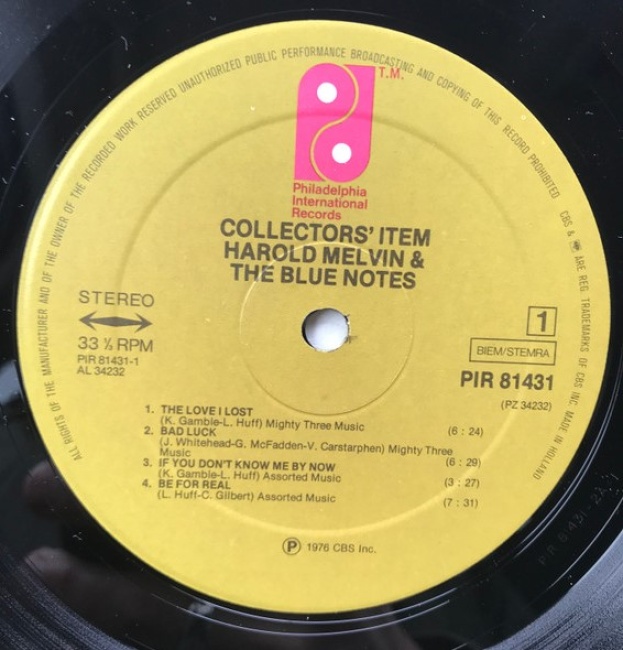 ALL RIGHTS OF THE MANUFACTURER AND OF THE OWNER OF THE RECORDED WORK RESERVED UNAUTHORIZED PUBLIC PERFORMANCE BROADCASTING AND COPYING OF THIS RECORD PROHIBITED CBS & ARE REG. TRADEMARKS OF CBS INC. MADE IN HOLLAND
T.M.
Philadelphia
International
Records
COLLECTORS' ITEM
HAROLD MELVIN &
THE BLUE NOTES
STEREO
33 ⅓ RPM
PIR 81431-1
AL 34232
1
BIEM/STEMRA
PIR 81431
(PZ 34232)
1. THE LOVE I LOST
(K. Gamble-L. Huff) Mighty Three Music (6 : 24)
2. BAD LUCK
(J. Whitehead-G. McFadden-V. Carstarphen) Mighty Three
Music (6 : 29)
3. IF YOU DON'T KNOW ME BY NOW
(K. Gamble-L. Huff) Assorted Music (3 : 27)
4. BE FOR REAL
(L. Huff-C. Gilbert) Assorted Music (7 : 31)
Ⓟ 1976 CBS Inc.